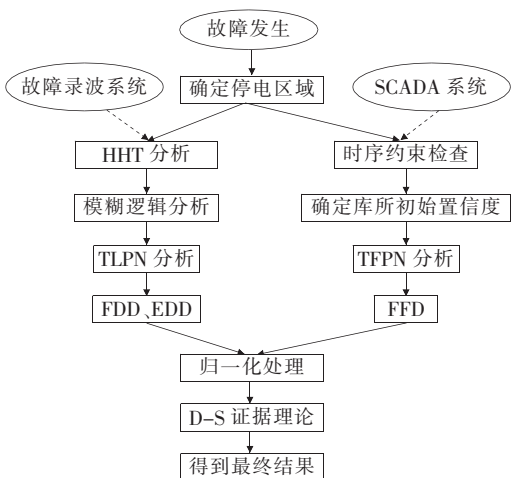 故障发生
故障录波系统
确定停电区域
SCADA 系统
HHT 分析
时序约束检查
模糊逻辑分析
确定库所初始置信度
TLPN 分析
TFPN 分析
FDD、EDD
FFD
归一化处理
D-S 证据理论
得到最终结果